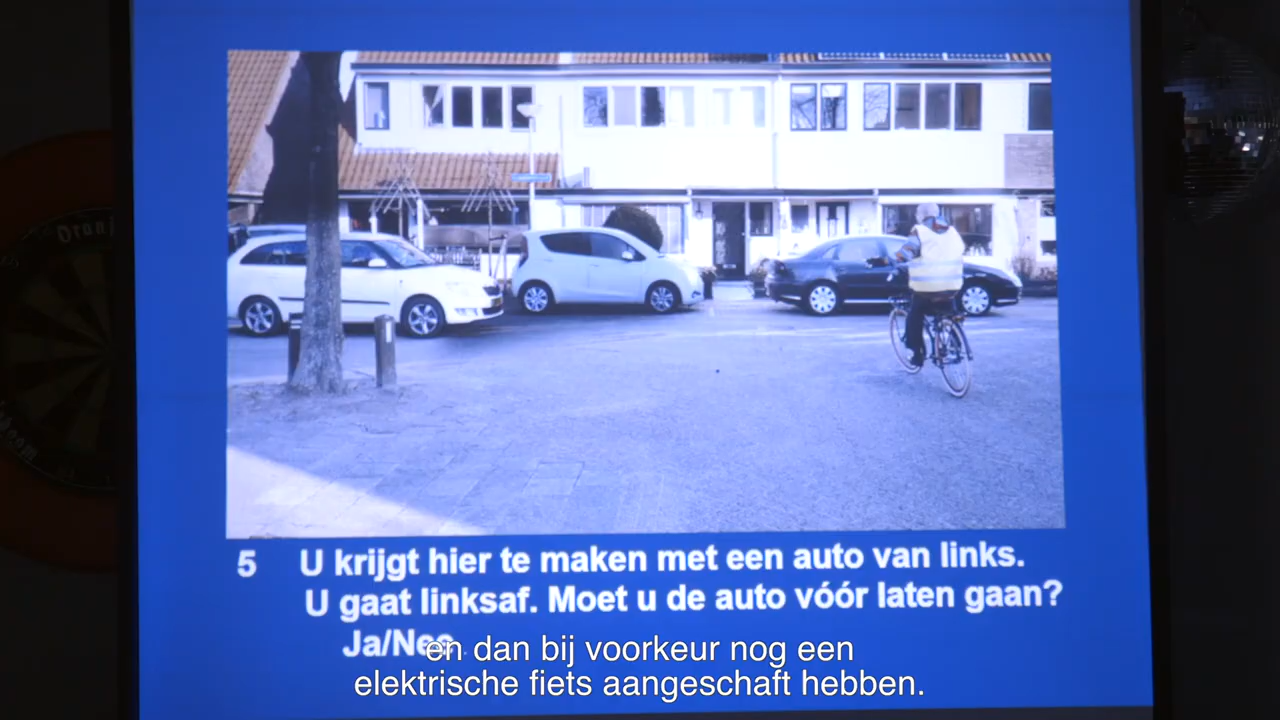 Oranj
5 U krijgt hier te maken met een auto van links.
U gaat linksaf. Moet u de auto vóór laten gaan?
Ja/Nee
en dan bij voorkeur nog een
elektrische fiets aangeschaft hebben.